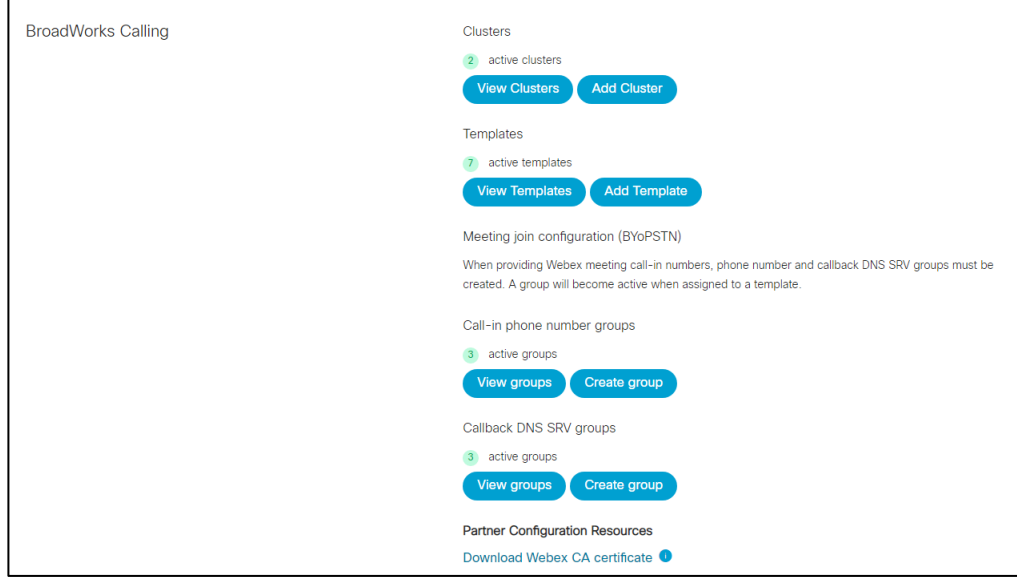 BroadWorks Calling
Clusters
2 active clusters
View Clusters Add Cluster
Templates
7 active templates
View Templates Add Template
Meeting join configuration (BYoPSTN)
When providing Webex meeting call-in numbers, phone number and callback DNS SRV groups must be
created. A group will become active when assigned to a template.
Call-in phone number groups
3 active groups
View groups Create group
Callback DNS SRV groups
3 active groups
View groups Create group
Partner Configuration Resources
Download Webex CA certificate i